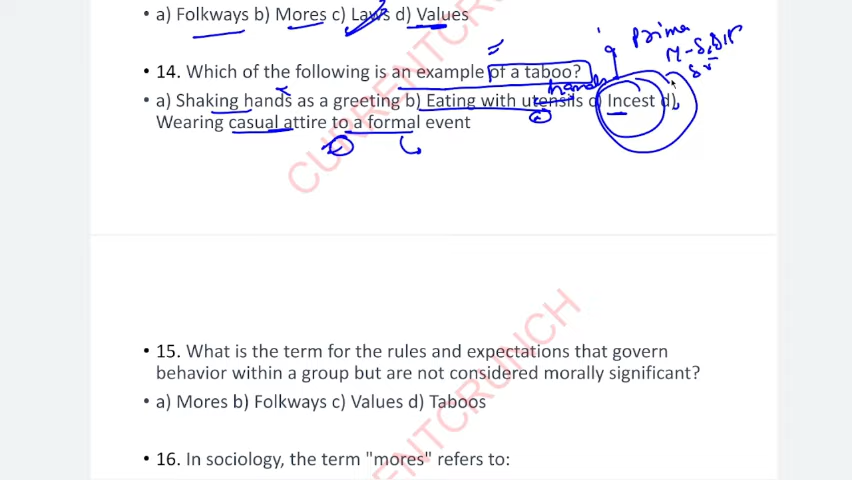 • a) Folkways b) Mores c) Laws d) Values
• 14. Which of the following is an example of a taboo?
• a) Shaking hands as a greeting b) Eating with utensils c) Incest d)
Wearing casual attire to a formal event
hands
CURRENTCRUNCH
• 15. What is the term for the rules and expectations that govern
behavior within a group but are not considered morally significant?
• a) Mores b) Folkways c) Values d) Taboos
• 16. In sociology, the term "mores" refers to:
CURRENTCRUNCH